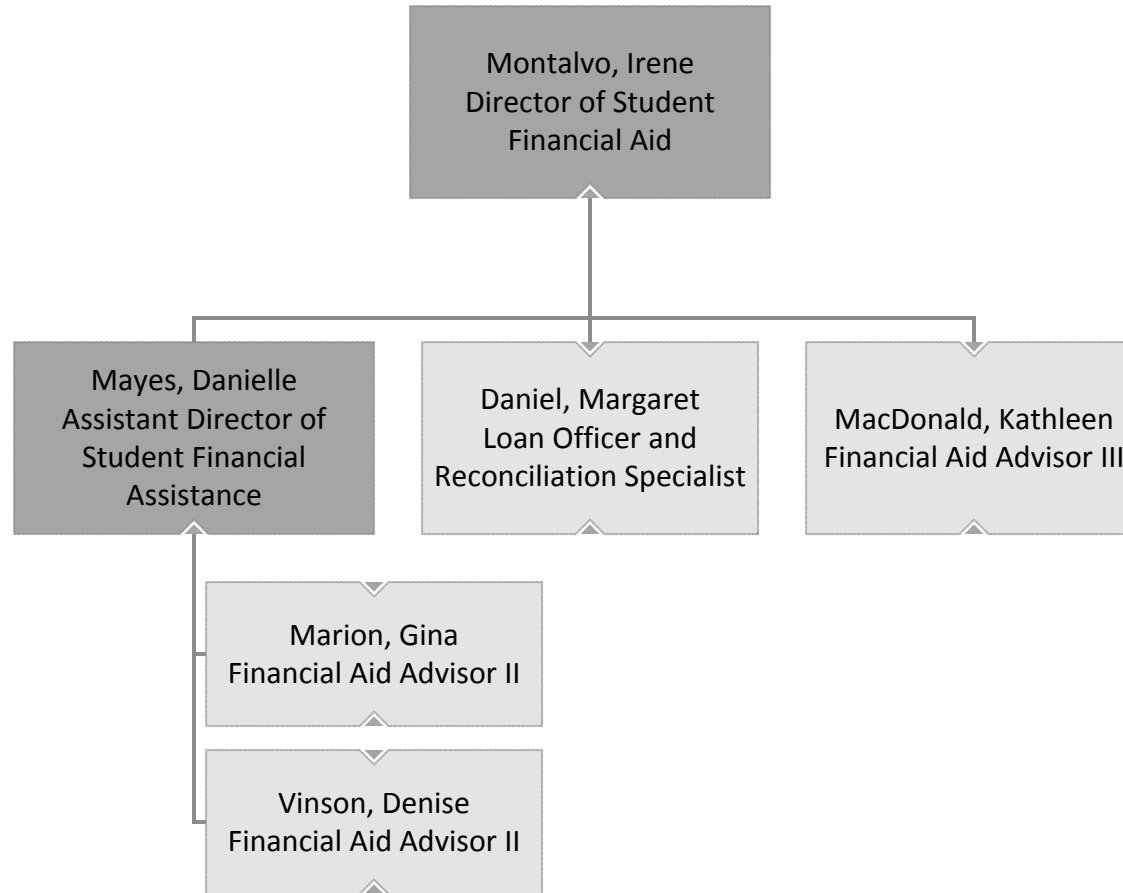 Montalvo, Irene
Director of Student
Financial Aid
Mayes, Danielle
Assistant Director of
Student Financial
Assistance
Daniel, Margaret
Loan Officer and
Reconciliation Specialist
MacDonald, Kathleen
Financial Aid Advisor III
Marion, Gina
Financial Aid Advisor II
Vinson, Denise
Financial Aid Advisor II